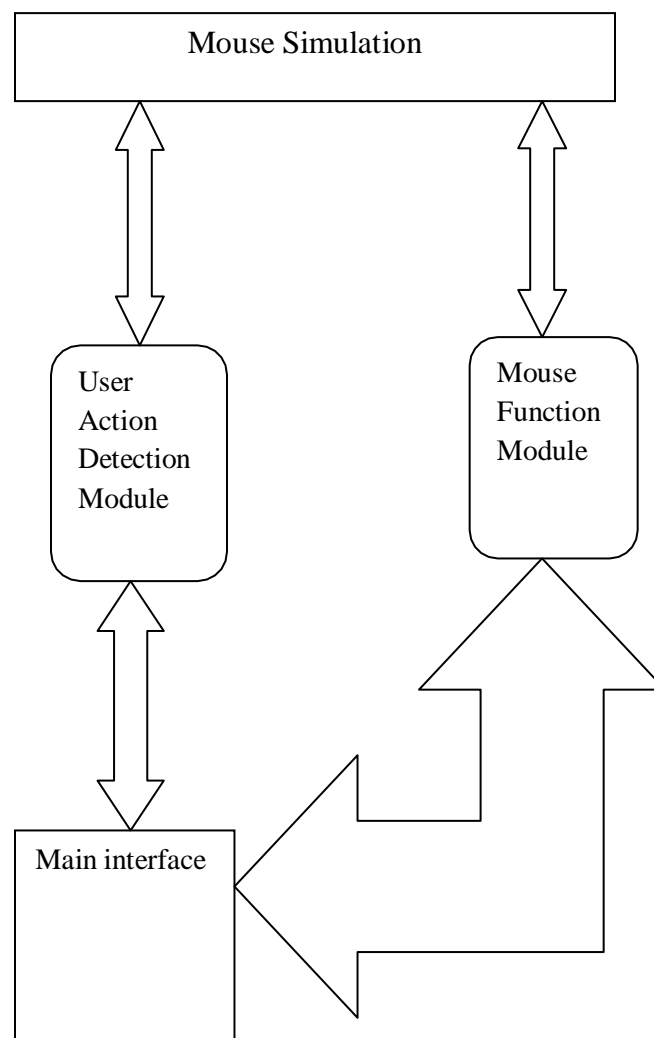 Mouse Simulation
User
Action
Detection
Module
Mouse
Function
Module
Main interface